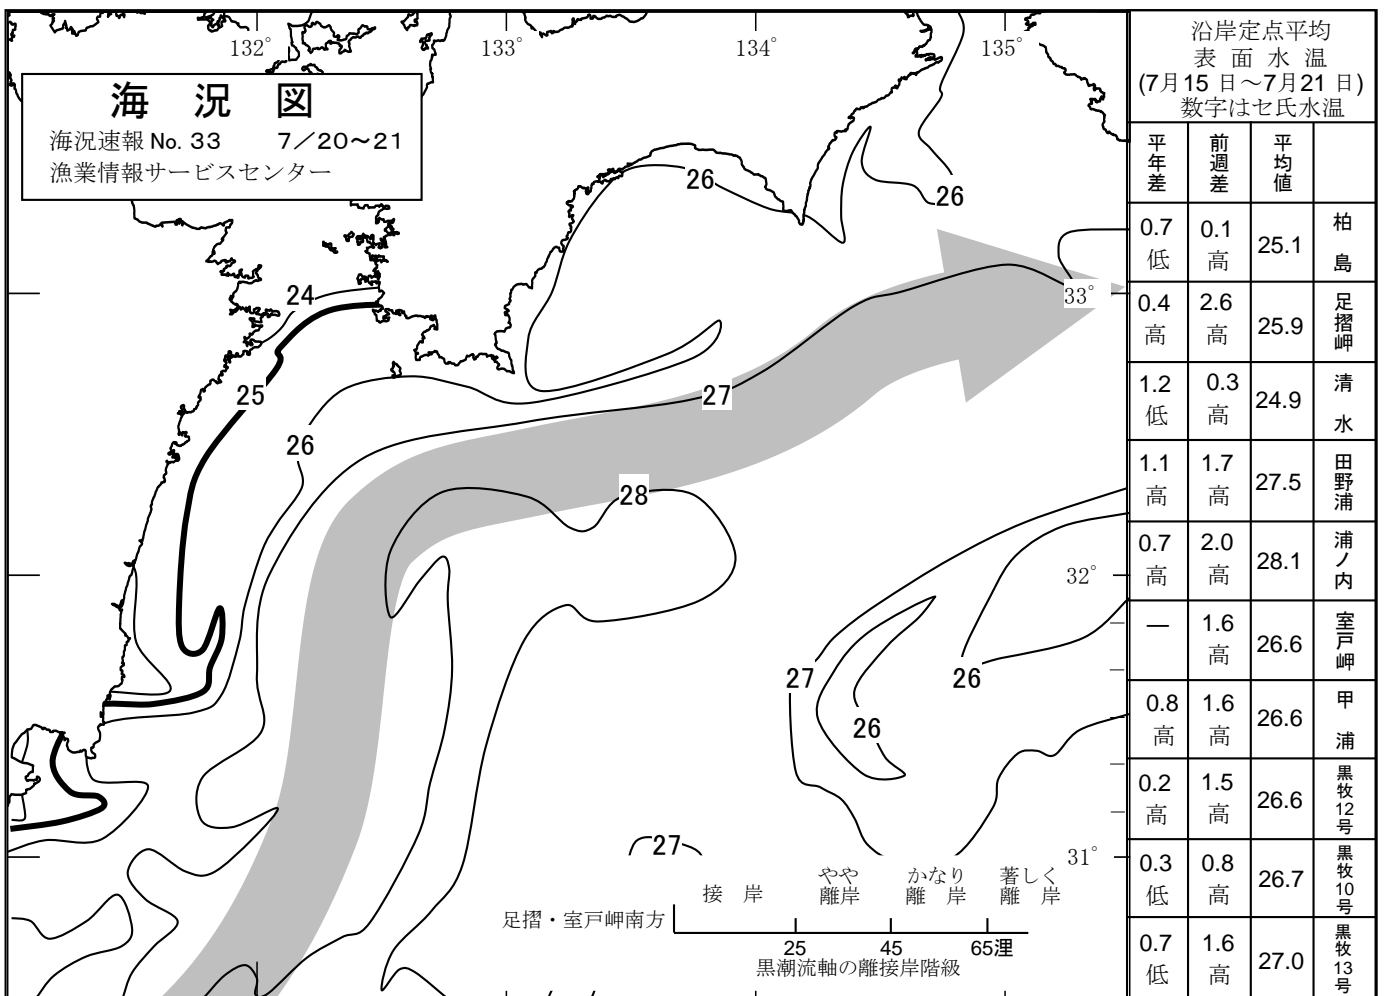 132°
133°
134°
135°
海 況 図
海況速報 No. 33 7/20~21
漁業情報サービスセンター
26
26
24
33°
25
27
26
28
32°
27
26
26
27
31°
接 岸
やや
離岸
かなり
離 岸
著しく
離 岸
足摺・室戸岬南方
25
45
65浬
黒潮流軸の離接岸階級
沿岸定点平均
表 面 水 温
(7月15 日~7月21 日)
数字はセ氏水温
平年差 前週差 平均値
0.7低 0.1高 25.1 柏島
0.4高 2.6高 25.9 足摺岬
1.2低 0.3高 24.9 清水
1.1高 1.7高 27.5 田野浦
0.7高 2.0高 28.1 浦ノ内
— 1.6高 26.6 室戸岬
0.8高 1.6高 26.6 甲浦
0.2高 1.5高 26.6 黒牧12号
0.3低 0.8高 26.7 黒牧10号
0.7低 1.6高 27.0 黒牧13号